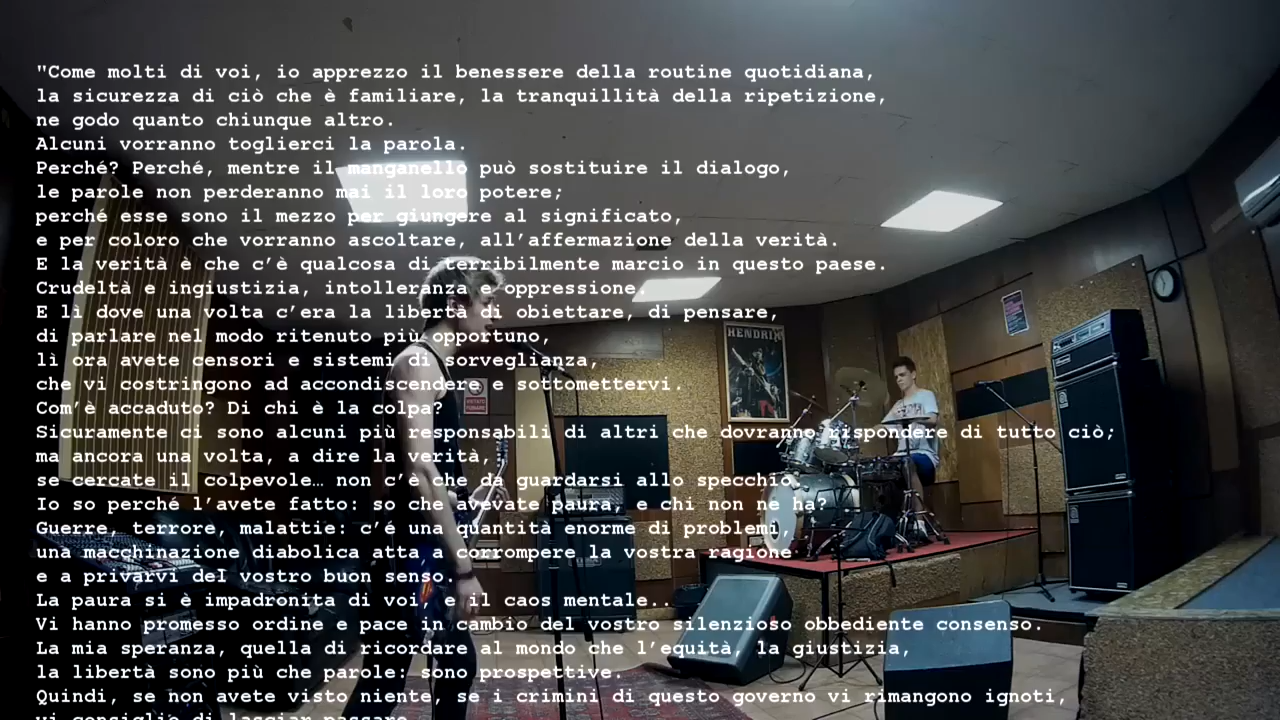 "Come molti di voi, io apprezzo il benessere della routine quotidiana,
la sicurezza di ciò che è familiare, la tranquillità della ripetizione,
ne godo quanto chiunque altro.
Alcuni vorranno toglierci la parola.
Perché? Perché, mentre il manganello può sostituire il dialogo,
le parole non perderanno mai il loro potere;
perché esse sono il mezzo per giungere al significato,
e per coloro che vorranno ascoltare, all’affermazione della verità.
E la verità è che c’è qualcosa di terribilmente marcio in questo paese.
Crudeltà e ingiustizia, intolleranza e oppressione.
E lì dove una volta c’era la libertà di obiettare, di pensare,
di parlare nel modo ritenuto più opportuno,
lì ora avete censori e sistemi di sorveglianza,
che vi costringono ad accondiscendere e sottomettervi.
Com’è accaduto? Di chi è la colpa?
Sicuramente ci sono alcuni più responsabili di altri che dovranno rispondere di tutto ciò;
ma ancora una volta, a dire la verità,
se cercate il colpevole… non c’è che da guardarsi allo specchio.
Io so perché l’avete fatto: so che avevate paura, e chi non ne ha?
Guerre, terrore, malattie: c’é una quantità enorme di problemi,
una macchinazione diabolica atta a corrompere la vostra ragione
e a privarvi del vostro buon senso.
La paura si è impadronita di voi, e il caos mentale..
Vi hanno promesso ordine e pace in cambio del vostro silenzioso obbediente consenso.
La mia speranza, quella di ricordare al mondo che l’equità, la giustizia,
la libertà sono più che parole: sono prospettive.
Quindi, se non avete visto niente, se i crimini di questo governo vi rimangono ignoti,
vi consiglio di lasciar passare
HENDRIX
VIETATO FUMARE